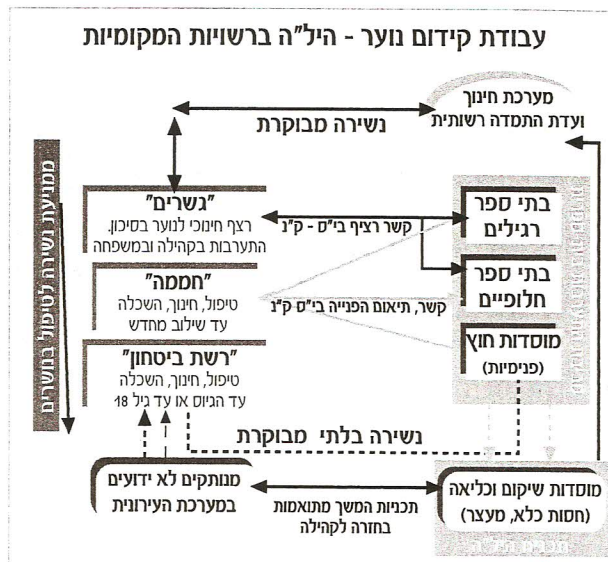 עבודת קידום נוער - היל"ה ברשויות המקומיות
מערכת חינוך
ועדת התמדה רשותית
נשירה מבוקרת
ממניעת נשירה לטיפול בנושרים
"גשרים"
רצף חינוכי לנוער בסיכון.
התערבות בקהילה ובמשפחה
קשר רציף בי"ס - ק"נ
בתי ספר
רגילים
בתי ספר
חלופיים
"חממה"
טיפול, חינוך, השכלה
עד שילוב מחדש
קשר, תיאום הפנייה בי"ס ק"נ
מוסדות חוץ
(פנימיות)
"רשת ביטחון"
טיפול, חינוך, השכלה
עד הגיוס או עד גיל 18
נשירה בלתי מבוקרת
מנותקים לא ידועים
במערכת העירונית
תכניות המשך מתואמות
בחזרה לקהילה
מוסדות שיקום וכליאה
(חסות כלא, מעצר)